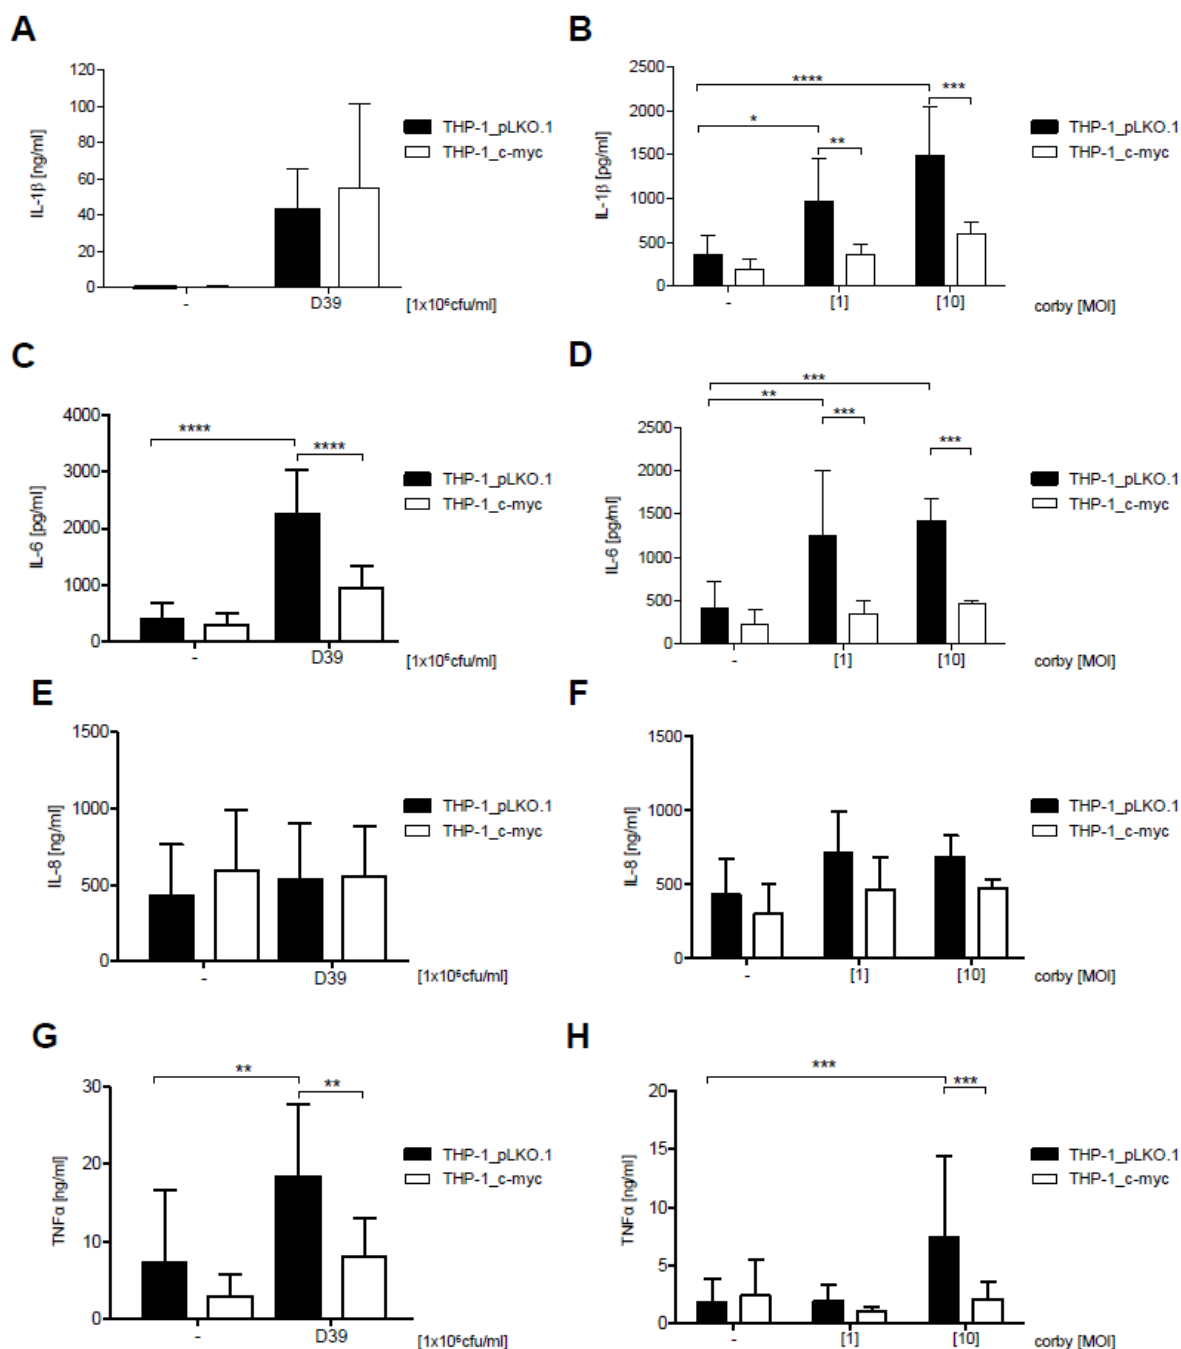 A
B
IL-1β [ng/ml]
120
100
80
60
40
20
0
-
D39
[1x10⁶cfu/ml]
THP-1_pLKO.1
THP-1_c-myc
IL-1β [pg/ml]
2500
2000
1500
1000
500
0
****
*
**
***
-
[1]
[10]
corby [MOI]
THP-1_pLKO.1
THP-1_c-myc
C
D
IL-6 [pg/ml]
4000
3000
2000
1000
0
****
****
-
D39
[1x10⁶cfu/ml]
THP-1_pLKO.1
THP-1_c-myc
IL-6 [pg/ml]
2500
2000
1500
1000
500
0
***
**
***
***
-
[1]
[10]
corby [MOI]
THP-1_pLKO.1
THP-1_c-myc
E
F
IL-8 [ng/ml]
1500
1000
500
0
-
D39
[1x10⁶cfu/ml]
THP-1_pLKO.1
THP-1_c-myc
IL-8 [ng/ml]
1500
1000
500
0
-
[1]
[10]
corby [MOI]
THP-1_pLKO.1
THP-1_c-myc
G
H
TNFα [ng/ml]
30
20
10
0
**
**
-
D39
[1x10⁶cfu/ml]
THP-1_pLKO.1
THP-1_c-myc
TNFα [ng/ml]
20
15
10
5
0
***
***
-
[1]
[10]
corby [MOI]
THP-1_pLKO.1
THP-1_c-myc